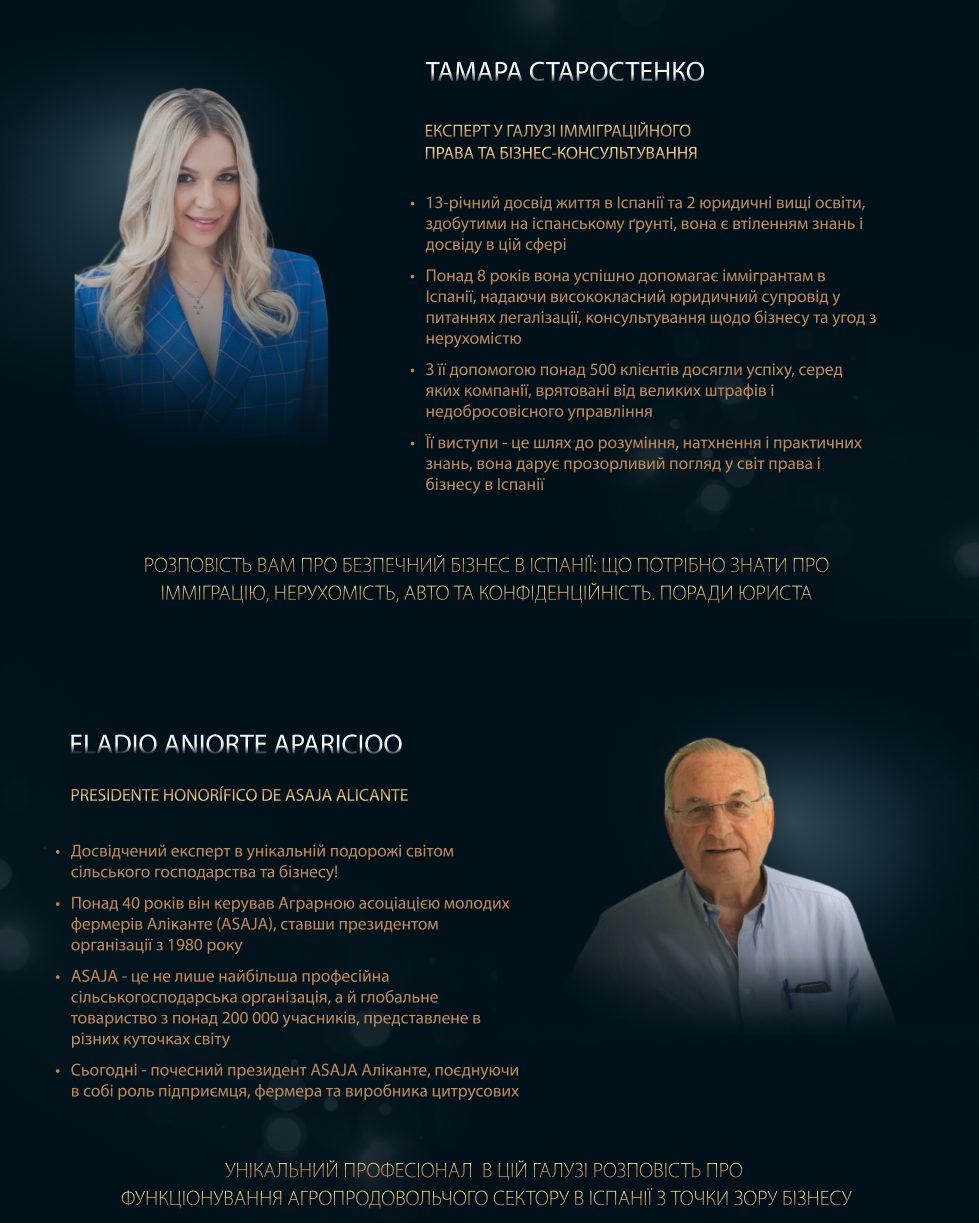 ТАМАРА СТАРОСТЕНКО
ЕКСПЕРТ У ГАЛУЗІ ІММІГРАЦІЙНОГО
ПРАВА ТА БІЗНЕС-КОНСУЛЬТУВАННЯ
• 13-річний досвід життя в Іспанії та 2 юридичні вищі освіти,
здобутими на іспанському ґрунті, вона є втіленням знань і
досвіду в цій сфері
• Понад 8 років вона успішно допомагає іммігрантам в
Іспанії, надаючи висококласний юридичний супровід у
питаннях легалізації, консультування щодо бізнесу та угод з
нерухомістю
• З її допомогою понад 500 клієнтів досягли успіху, серед
яких компанії, врятовані від великих штрафів і
недобросовісного управління
• Її виступи - це шлях до розуміння, натхнення і практичних
знань, вона дарує прозорливий погляд у світ права і
бізнесу в Іспанії
РОЗПОВІСТЬ ВАМ ПРО БЕЗПЕЧНИЙ БІЗНЕС В ІСПАНІЇ: ЩО ПОТРІБНО ЗНАТИ ПРО
ІММІГРАЦІЮ, НЕРУХОМІСТЬ, АВТО ТА КОНФІДЕНЦІЙНІСТЬ. ПОРАДИ ЮРИСТА
ELADIO ANIORTE APARICIOO
PRESIDENTE HONORÍFICO DE ASAJA ALICANTE
• Досвідчений експерт в унікальній подорожі світом
сільського господарства та бізнесу!
• Понад 40 років він керував Аграрною асоціацією молодих
фермерів Аліканте (ASAJA), ставши президентом
організації з 1980 року
• ASAJA - це не лише найбільша професійна
сільськогосподарська організація, а й глобальне
товариство з понад 200 000 учасників, представлене в
різних куточках світу
• Сьогодні - почесний президент ASAJA Аліканте, поєднуючи
в собі роль підприємця, фермера та виробника цитрусових
УНІКАЛЬНИЙ ПРОФЕСІОНАЛ В ЦІЙ ГАЛУЗІ РОЗПОВІСТЬ ПРО
ФУНКЦІОНУВАННЯ АГРОПРОДОВОЛЬЧОГО СЕКТОРУ В ІСПАНІЇ З ТОЧКИ ЗОРУ БІЗНЕСУ